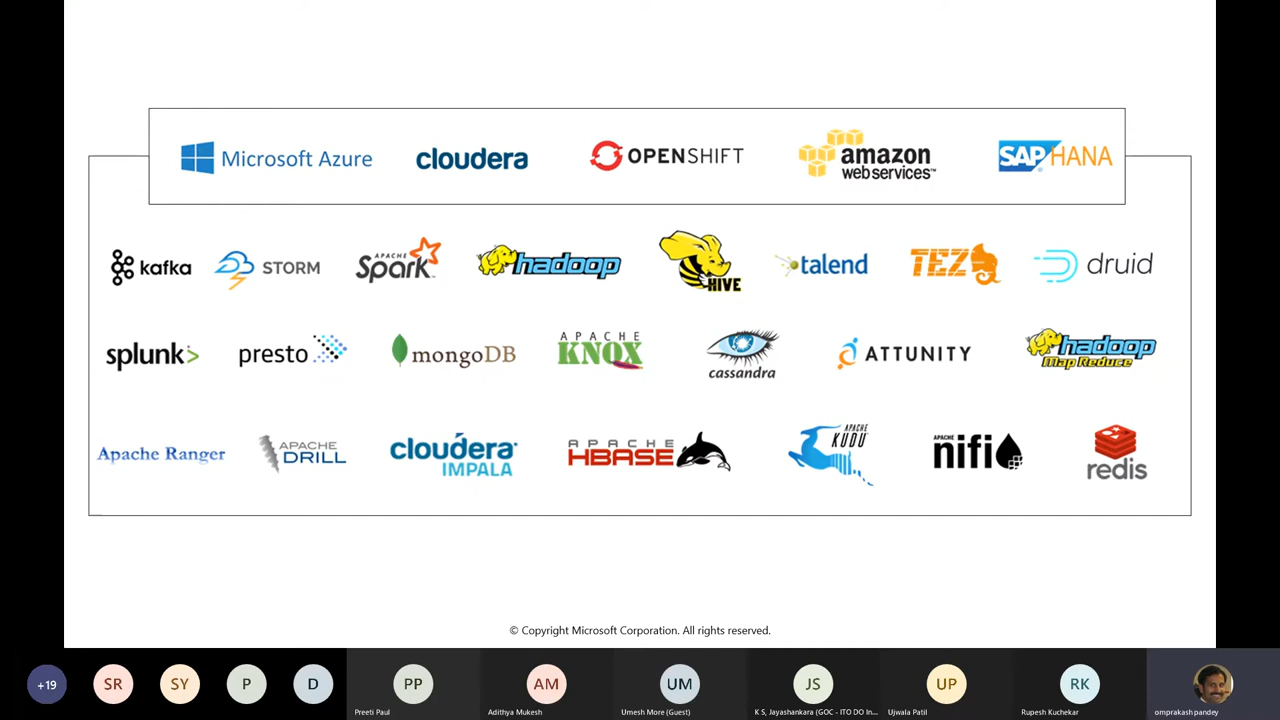 Microsoft Azure cloudera OPENSHIFT amazon web services™ SAP HANA
kafka STORM APACHE Spark™ hadoop HIVE talend TEZ druid
splunk> presto mongoDB APACHE KNOX cassandra ATTUNITY hadoop Map Reduce
Apache Ranger APACHE DRILL cloudera IMPALA APACHE HBASE APACHE KUDU APACHE nifi redis
© Copyright Microsoft Corporation. All rights reserved.
+19 SR SY P D PP AM UM JS UP RK
Preeti Paul Adithya Mukesh Umesh More (Guest) K S, Jayashankara (GOC - ITO DO In... Ujwala Patil Rupesh Kuchekar omprakash pandey